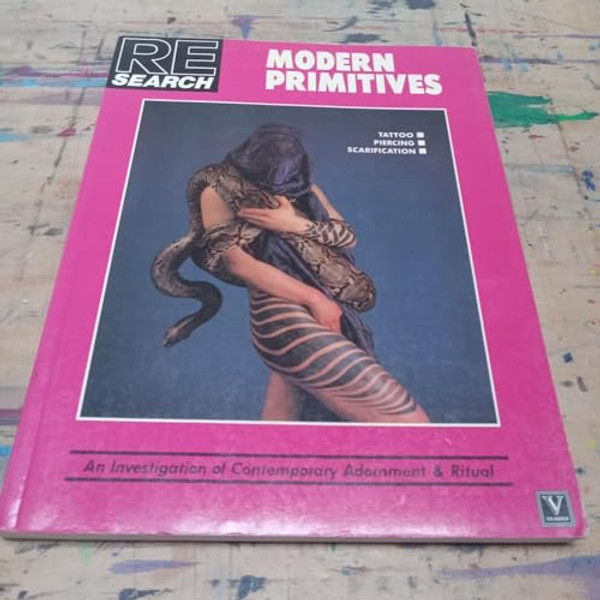 RE
SEARCH
MODERN
PRIMITIVES
TATTOO
PIERCING
SCARIFICATION
An Investigation of Contemporary Adornment & Ritual
V